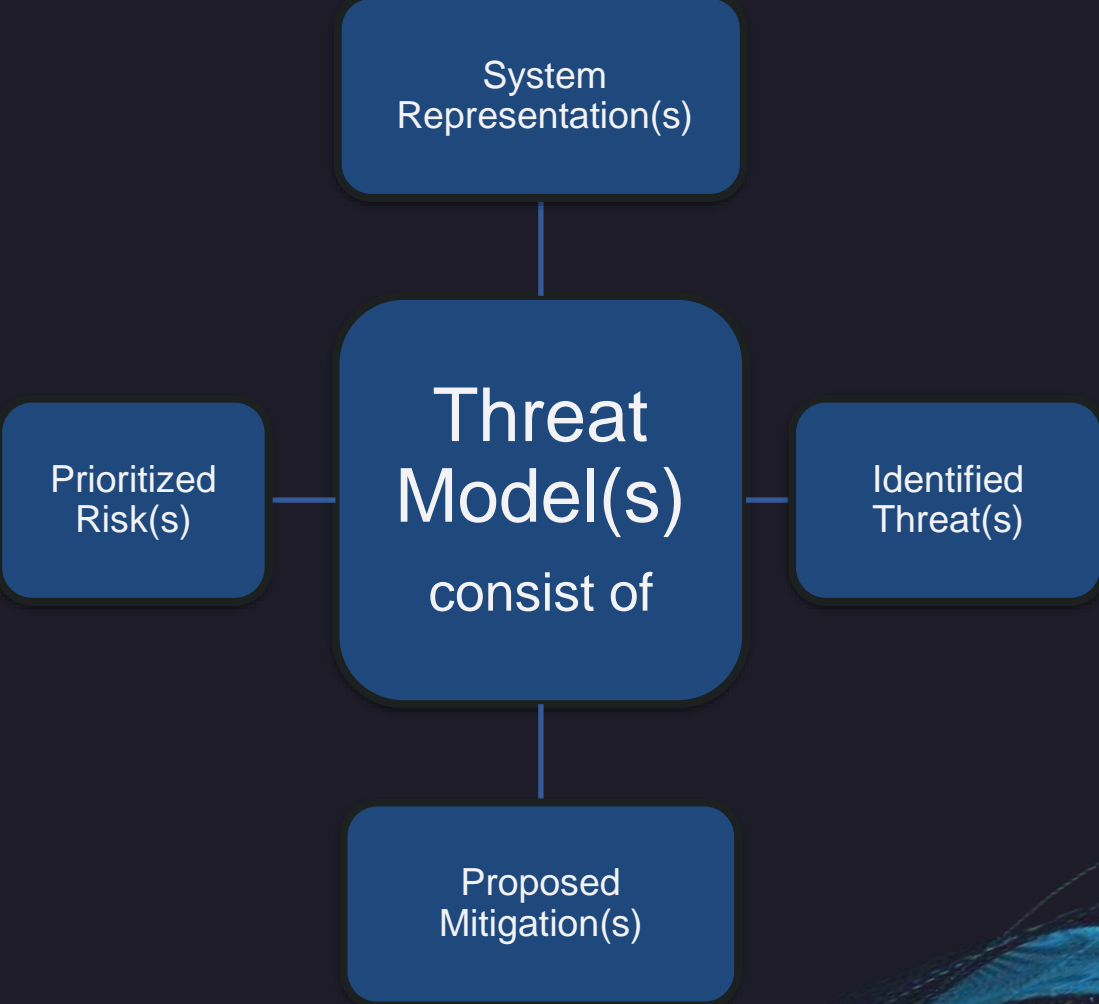 System
Representation(s)
Threat
Model(s)
consist of
Prioritized
Risk(s)
Identified
Threat(s)
Proposed
Mitigation(s)